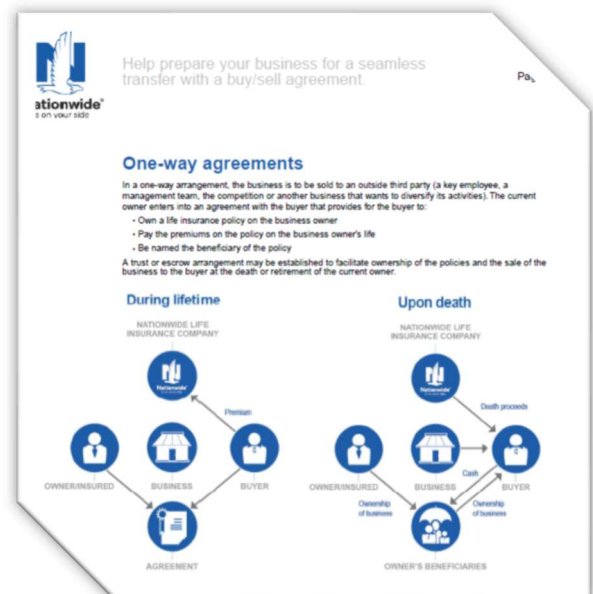 Help prepare your business for a seamless
transfer with a buy/sell agreement.
ationwide®
s on your side
One-way agreements
In a one-way arrangement, the business is to be sold to an outside third party (a key employee, a
management team, the competition or another business that wants to diversify its activities). The current
owner enters into an agreement with the buyer that provides for the buyer to:
• Own a life insurance policy on the business owner
• Pay the premiums on the policy on the business owner's life
• Be named the beneficiary of the policy
A trust or escrow arrangement may be established to facilitate ownership of the policies and the sale of the
business to the buyer at the death or retirement of the current owner.
During lifetime
NATIONWIDE LIFE
INSURANCE COMPANY
Nationwide
Premium
OWNER/INSURED
BUSINESS
BUYER
AGREEMENT
Upon death
NATIONWIDE LIFE
INSURANCE COMPANY
Nationwide
Death proceeds
Cash
OWNER/INSURED
BUSINESS
BUYER
Ownership
of business
Ownership
of business
OWNER'S BENEFICIARIES